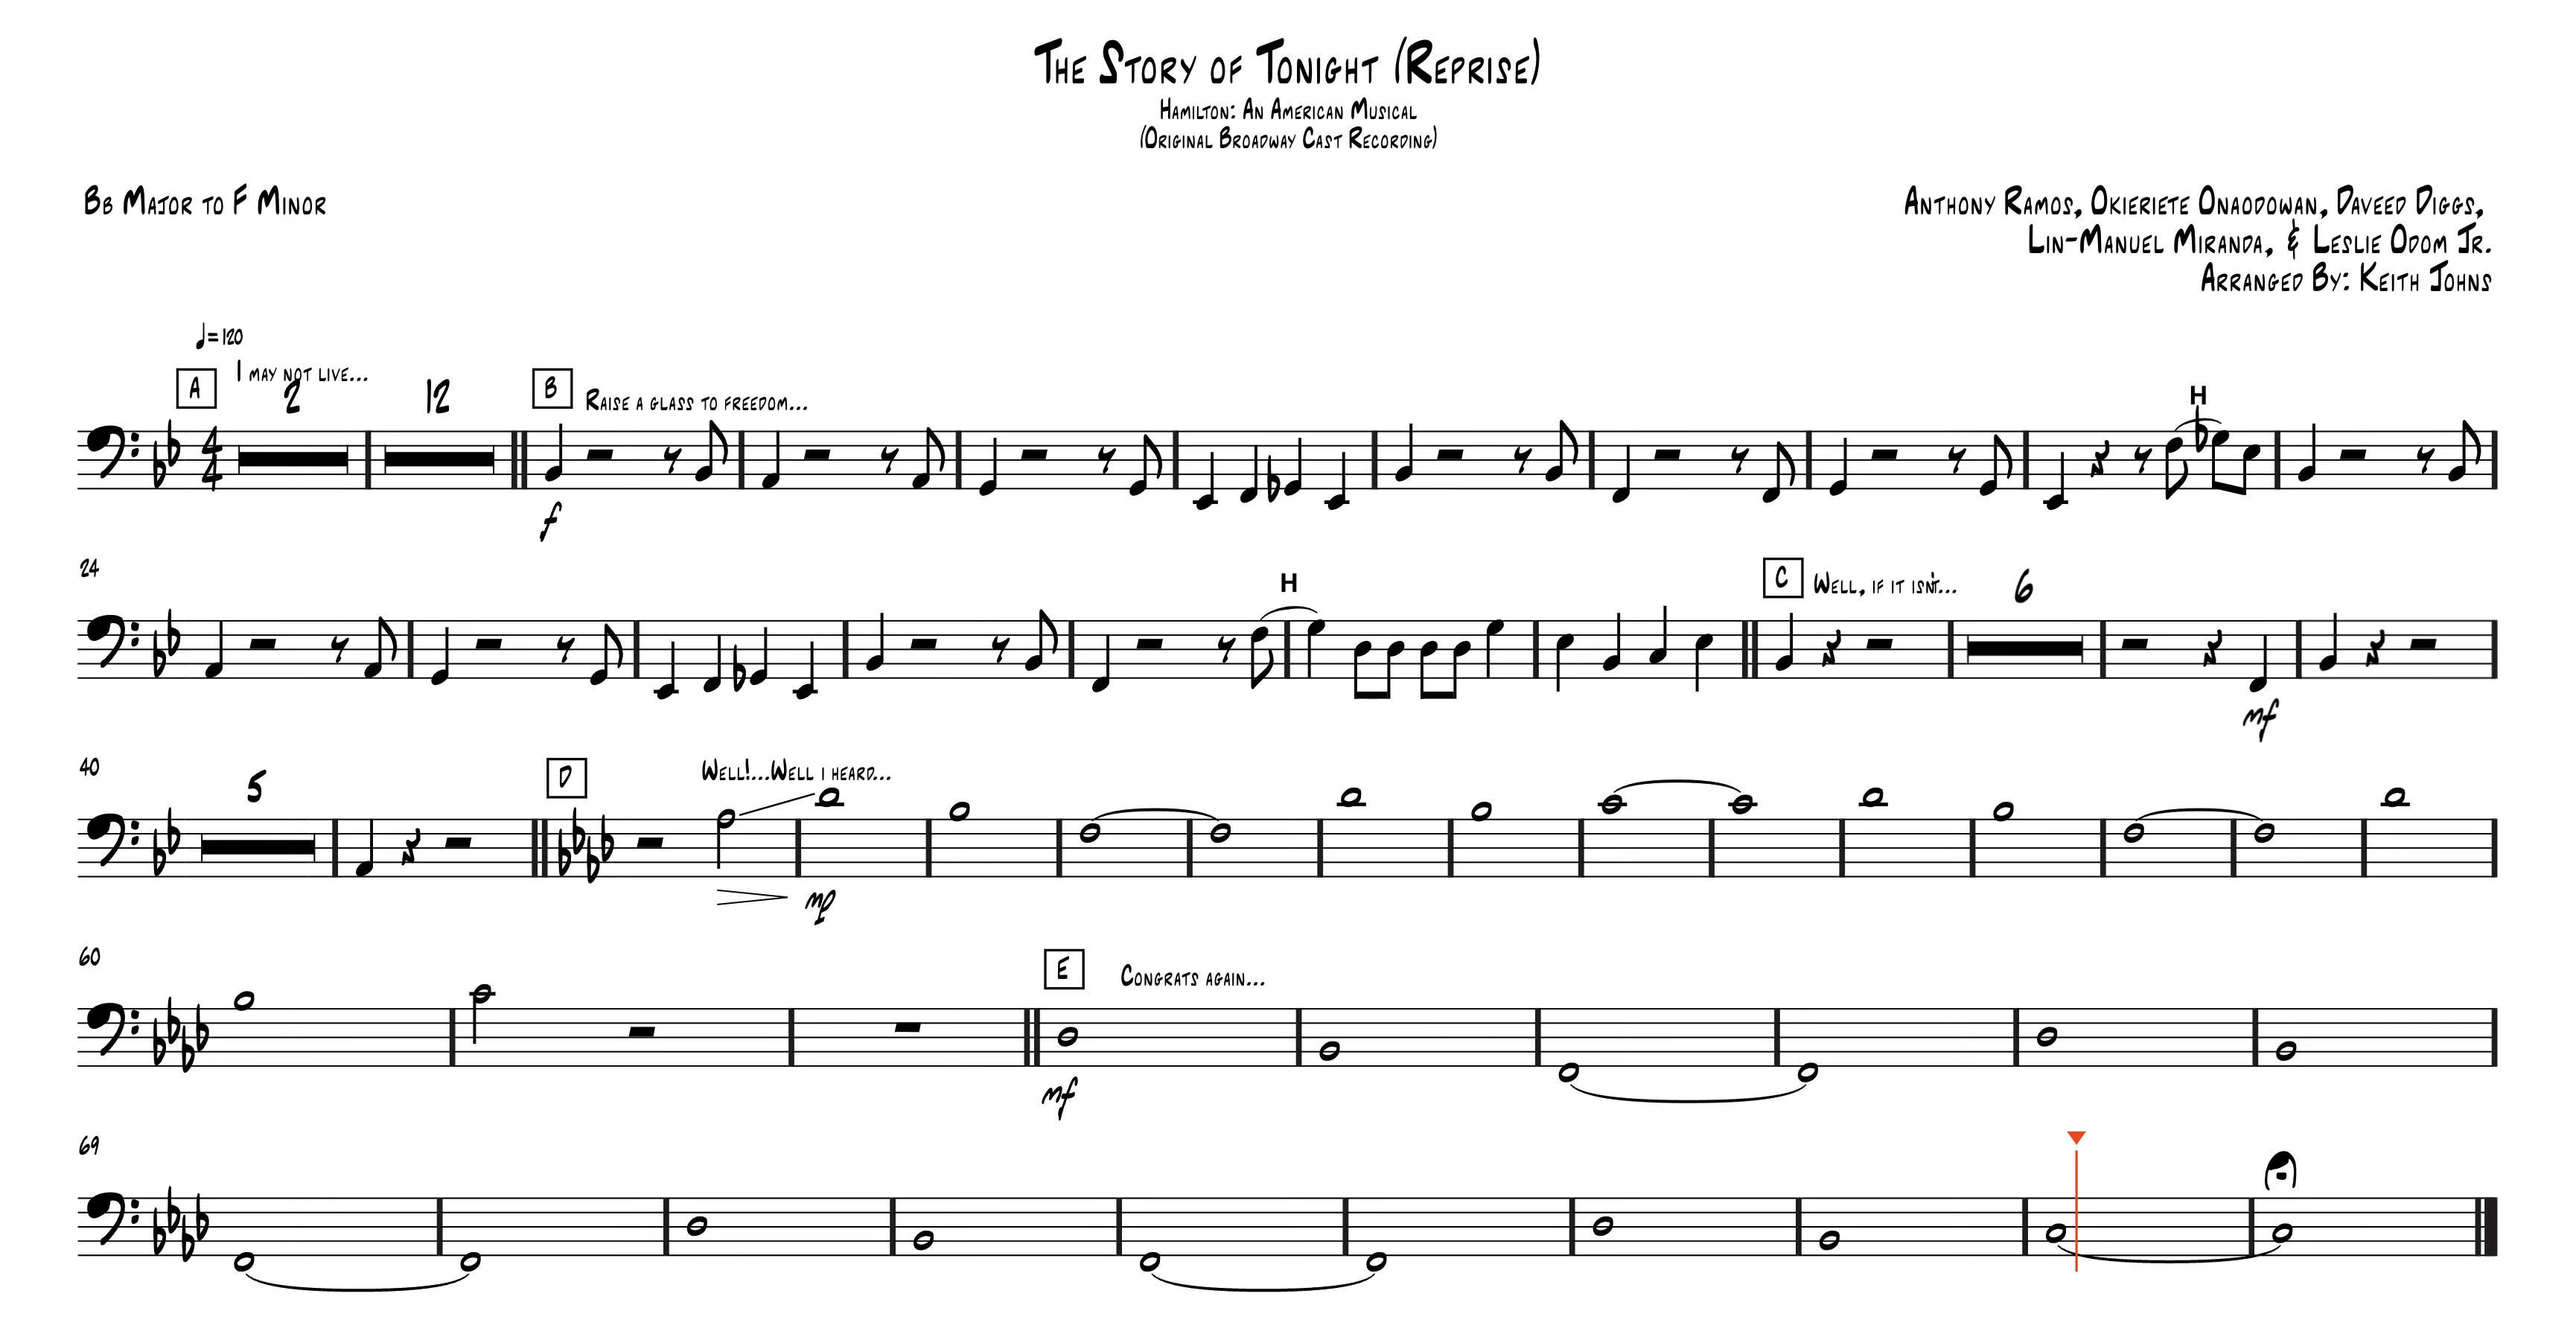 The Story of Tonight (Reprise)
Hamilton: An American Musical
(Original Broadway Cast Recording)
Bb Major to F Minor
Anthony Ramos, Okieriete Onaodowan, Daveed Diggs,
Lin-Manuel Miranda, & Leslie Odom Jr.
Arranged By: Keith Johns
♩=120
A I may not live...
2 12
B Raise a glass to freedom...
H
4
4
f
24
H
C Well, if it isn't...
6
mf
40
5
D Well!...Well i heard...
mp
60
E Congrats again...
mf
69